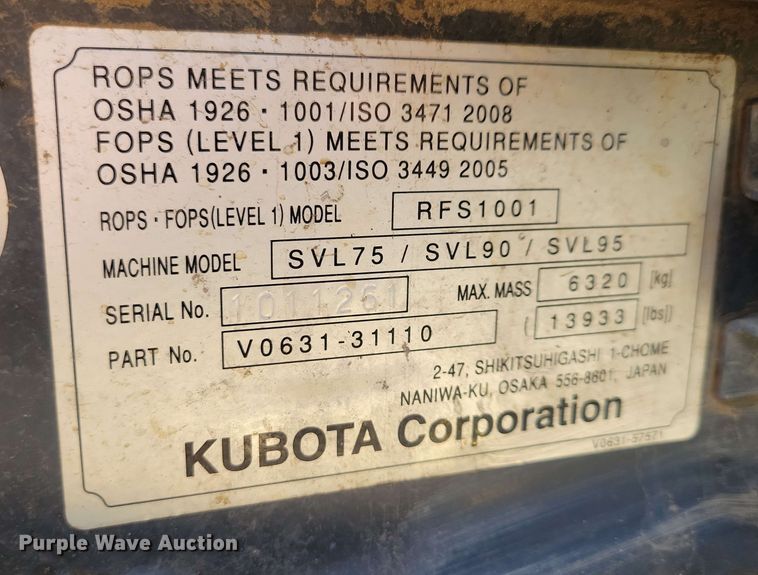 ROPS MEETS REQUIREMENTS OF
OSHA 1926・1001/ISO 3471 2008
FOPS (LEVEL 1) MEETS REQUIREMENTS OF
OSHA 1926・1003/ISO 3449 2005
ROPS・FOPS(LEVEL 1) MODEL RFS1001
MACHINE MODEL SVL75 / SVL90 / SVL95
SERIAL No. 1011261 MAX. MASS 6320 [kg]
( 13933 [lbs])
PART No. V0631-31110
2-47, SHIKITSUHIGASHI 1-CHOME
NANIWA-KU, OSAKA 556-8601, JAPAN
KUBOTA Corporation
V0631-57571
Purple Wave Auction